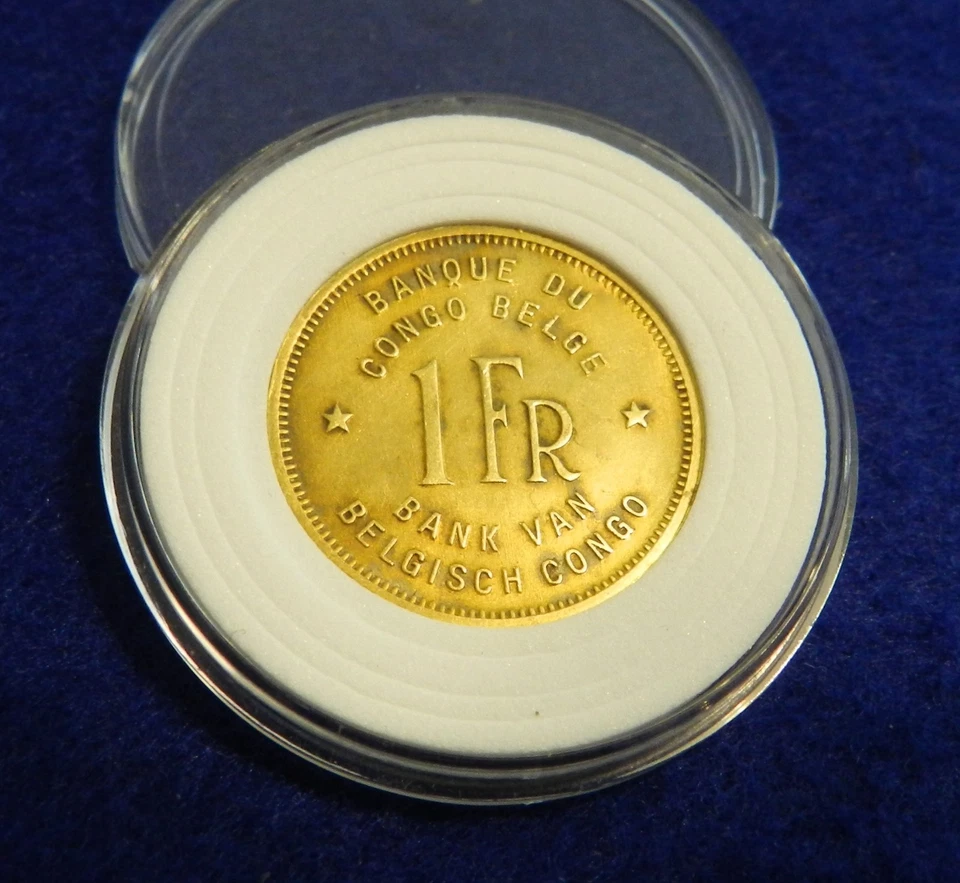 BANQUE DU
CONGO BELGE
1 FR
BANK VAN
BELGISCH CONGO